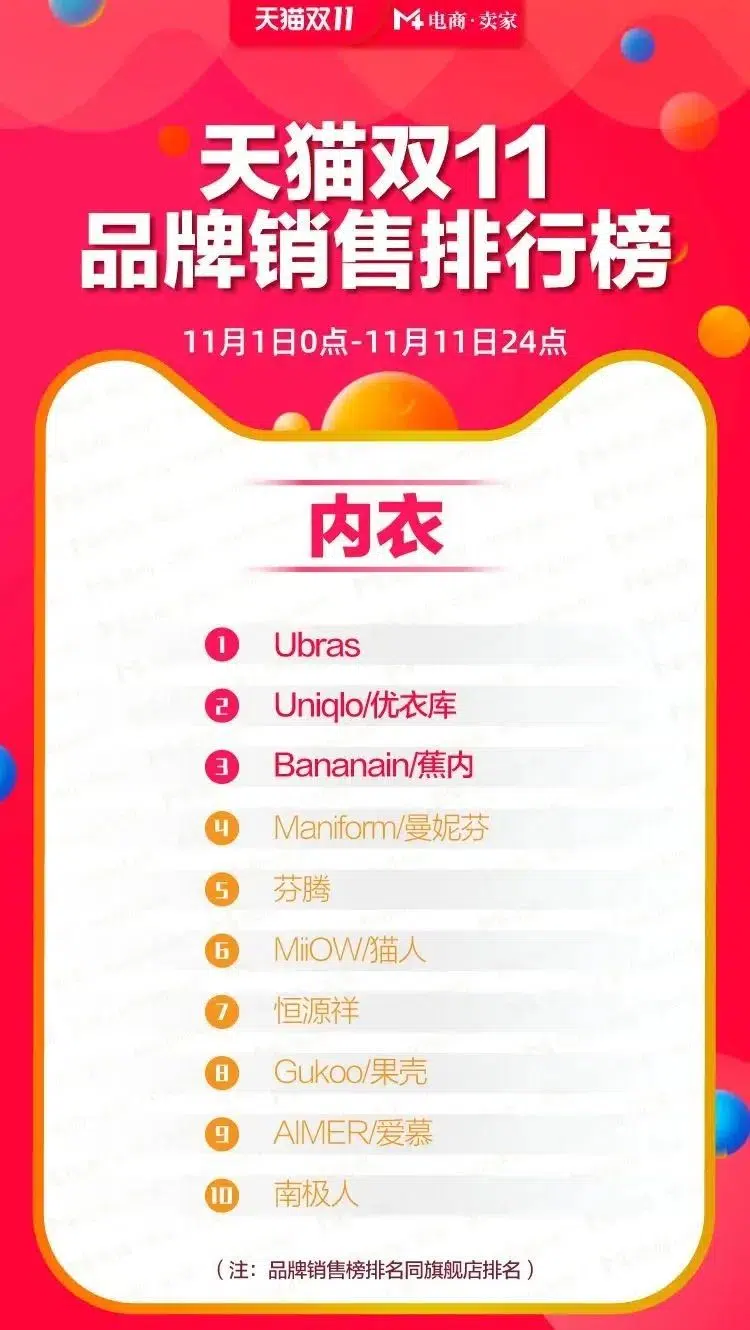 天猫双11 M4 电商·卖家
天猫双11
品牌销售排行榜
11月1日0点-11月11日24点
内衣
1 Ubras
2 Uniqlo/优衣库
3 Bananain/蕉内
4 Maniform/曼妮芬
5 芬腾
6 MiiOW/猫人
7 恒源祥
8 Gukoo/果壳
9 AIMER/爱慕
10 南极人
（注：品牌销售榜排名同旗舰店排名）